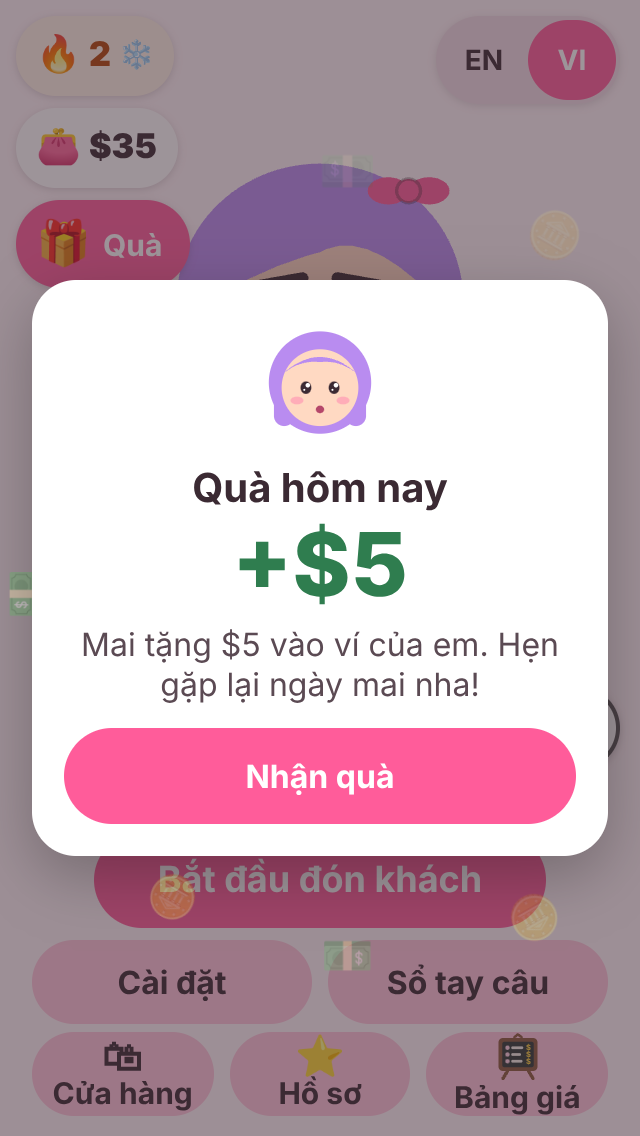 2
EN
VI
$35
Quà
Quà hôm nay
+$5
Mai tặng $5 vào ví của em. Hẹn
gặp lại ngày mai nha!
Nhận quà
Bắt đầu đón khách
Cài đặt
Sổ tay câu
Cửa hàng
Hồ sơ
Bảng giá